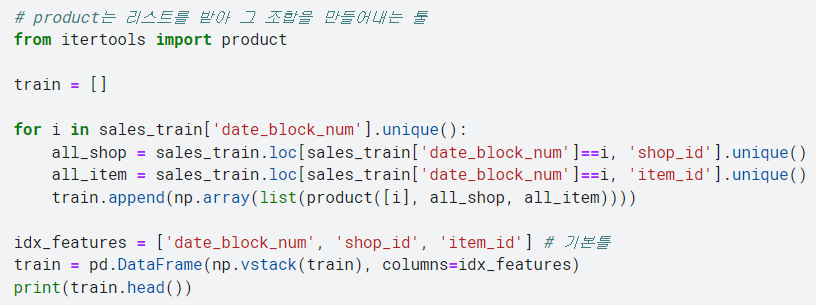 # product는 리스트를 받아 그 조합을 만들어내는 툴
from itertools import product
train = []
for i in sales_train['date_block_num'].unique():
    all_shop = sales_train.loc[sales_train['date_block_num']==i, 'shop_id'].unique()
    all_item = sales_train.loc[sales_train['date_block_num']==i, 'item_id'].unique()
    train.append(np.array(list(product([i], all_shop, all_item))))
idx_features = ['date_block_num', 'shop_id', 'item_id'] # 기본틀
train = pd.DataFrame(np.vstack(train), columns=idx_features)
print(train.head())